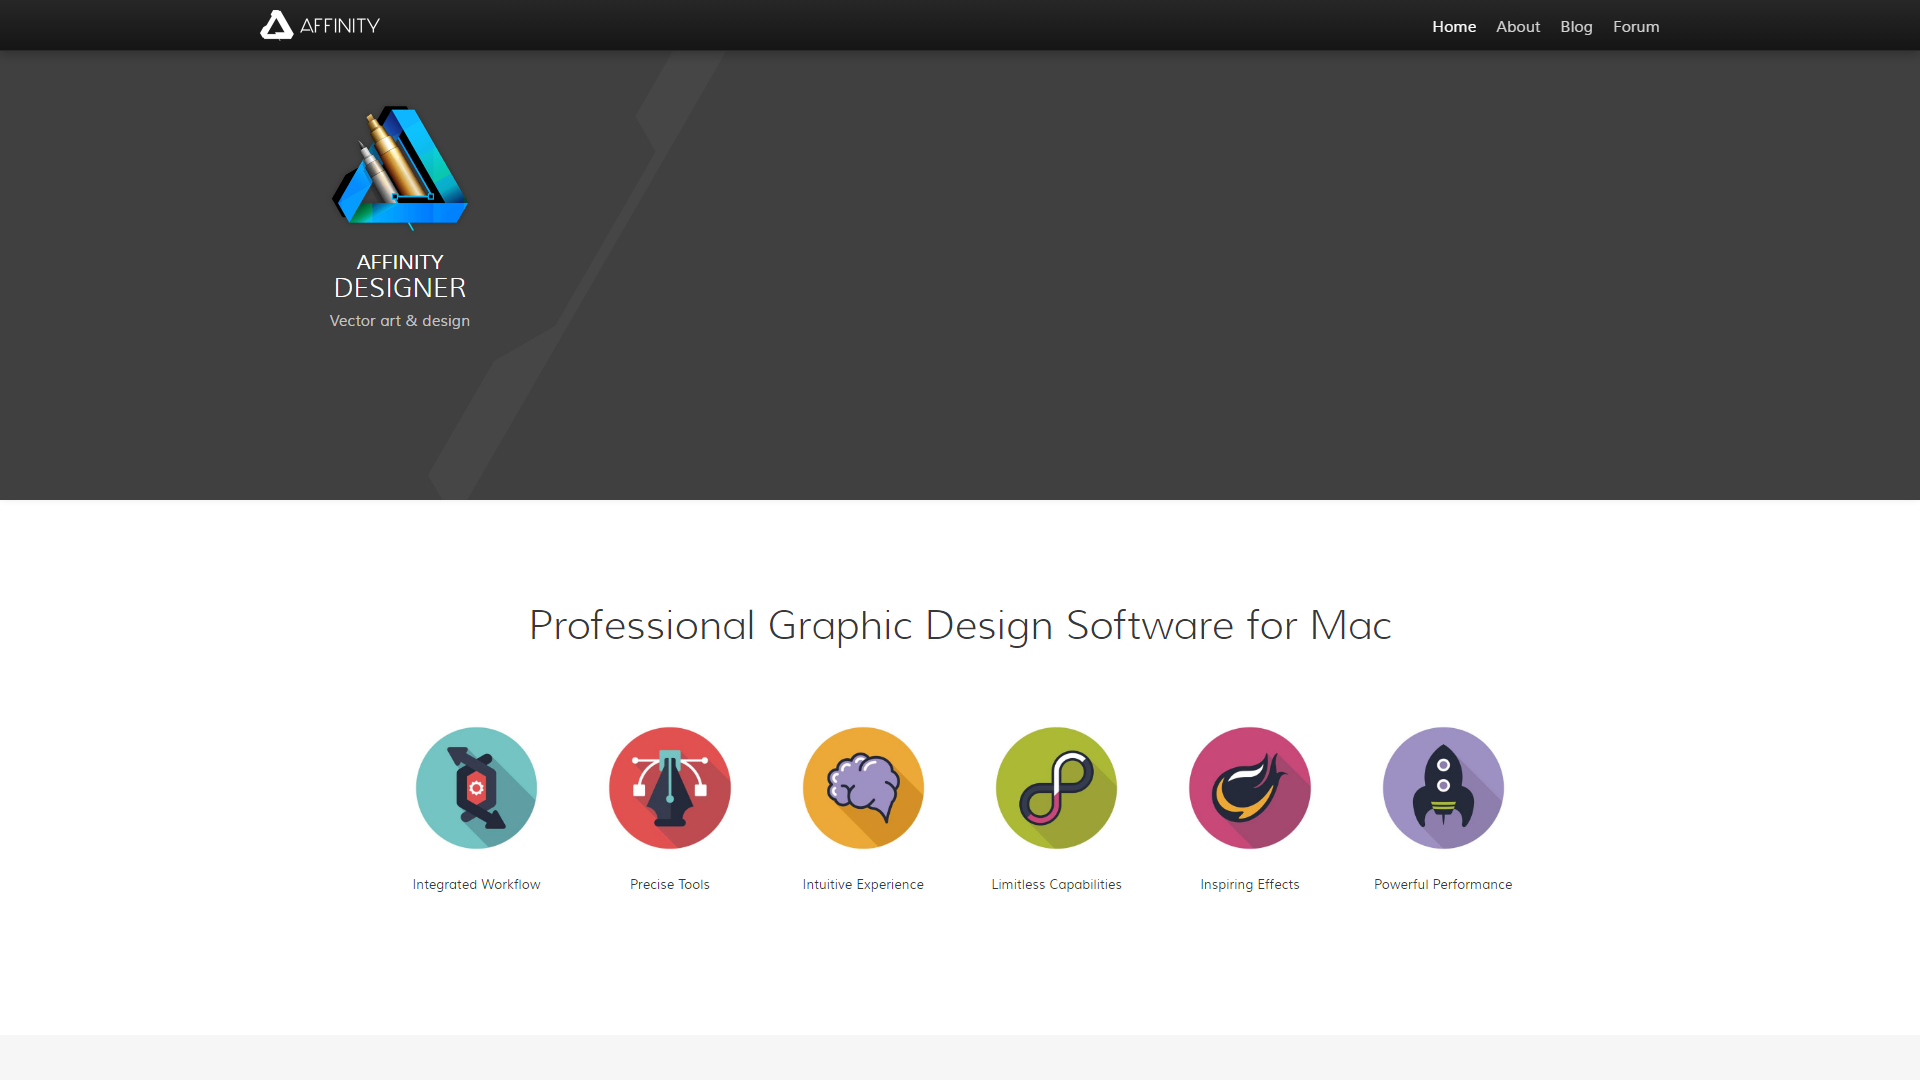 AFFINITY
Home
About
Blog
Forum
AFFINITY
DESIGNER
Vector art & design
Professional Graphic Design Software for Mac
Integrated Workflow
Precise Tools
Intuitive Experience
Limitless Capabilities
Inspiring Effects
Powerful Performance